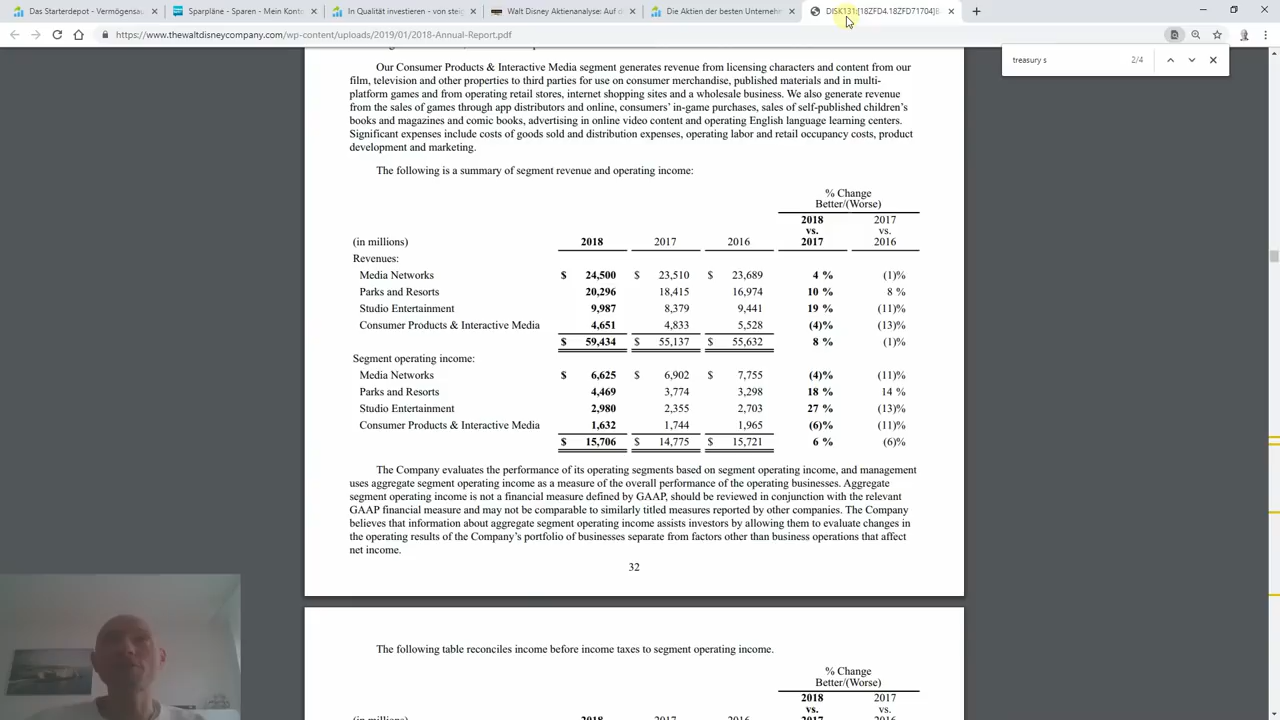 Das Starterdepot - Vermögens
Sparpläne - Sparen - Mein Konto
In Qualität investieren - von steig
Walt Disney Aktienanalyse: Auf d
Die Aktien der besten Unternehm
DISK131:[18ZFD4.18ZFD71704]
https://www.thewaltdisneycompany.com/wp-content/uploads/2019/01/2018-Annual-Report.pdf
treasury s 2/4
Our Consumer Products & Interactive Media segment generates revenue from licensing characters and content from our
film, television and other properties to third parties for use on consumer merchandise, published materials and in multi-
platform games and from operating retail stores, internet shopping sites and a wholesale business. We also generate revenue
from the sales of games through app distributors and online, consumers' in-game purchases, sales of self-published children's
books and magazines and comic books, advertising in online video content and operating English language learning centers.
Significant expenses include costs of goods sold and distribution expenses, operating labor and retail occupancy costs, product
development and marketing.
The following is a summary of segment revenue and operating income:
% Change
Better/(Worse)
2018 2017
vs. vs.
(in millions) 2018 2017 2016 2017 2016
Revenues:
Media Networks $ 24,500 $ 23,510 $ 23,689 4 % (1)%
Parks and Resorts 20,296 18,415 16,974 10 % 8 %
Studio Entertainment 9,987 8,379 9,441 19 % (11)%
Consumer Products & Interactive Media 4,651 4,833 5,528 (4)% (13)%
$ 59,434 $ 55,137 $ 55,632 8 % (1)%
Segment operating income:
Media Networks $ 6,625 $ 6,902 $ 7,755 (4)% (11)%
Parks and Resorts 4,469 3,774 3,298 18 % 14 %
Studio Entertainment 2,980 2,355 2,703 27 % (13)%
Consumer Products & Interactive Media 1,632 1,744 1,965 (6)% (11)%
$ 15,706 $ 14,775 $ 15,721 6 % (6)%
The Company evaluates the performance of its operating segments based on segment operating income, and management
uses aggregate segment operating income as a measure of the overall performance of the operating businesses. Aggregate
segment operating income is not a financial measure defined by GAAP, should be reviewed in conjunction with the relevant
GAAP financial measure and may not be comparable to similarly titled measures reported by other companies. The Company
believes that information about aggregate segment operating income assists investors by allowing them to evaluate changes in
the operating results of the Company's portfolio of businesses separate from factors other than business operations that affect
net income.
32
The following table reconciles income before income taxes to segment operating income.
% Change
Better/(Worse)
2018 2017
vs. vs.
(in millions) 2018 2017 2016 2017 2016